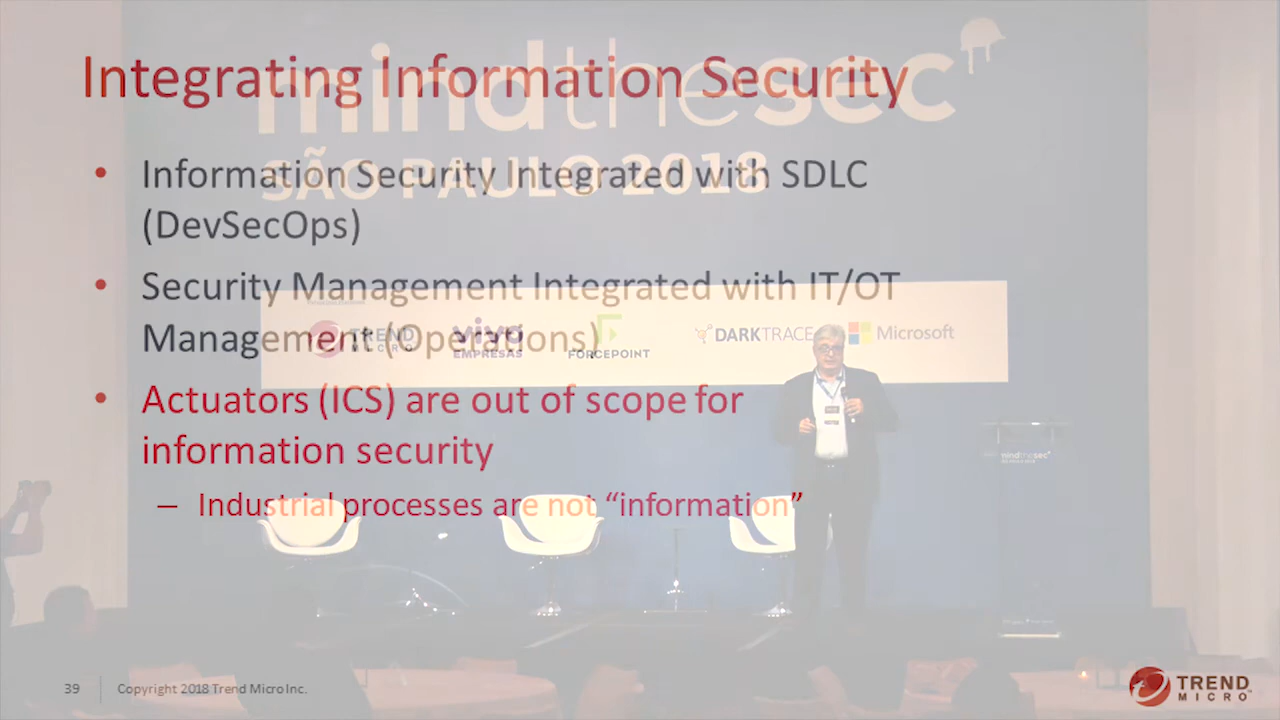 Integrating Information Security
mindthesec
SÃO PAULO 2018
• Information Security Integrated with SDLC
(DevSecOps)
• Security Management Integrated with IT/OT
Management (Operations)
TREND
MICRO
vivo
EMPRESAS
FORCEPOINT
DARKTRACE
Microsoft
• Actuators (ICS) are out of scope for
information security
– Industrial processes are not “information”
mindthesec
39
Copyright 2018 Trend Micro Inc.
TREND
MICRO